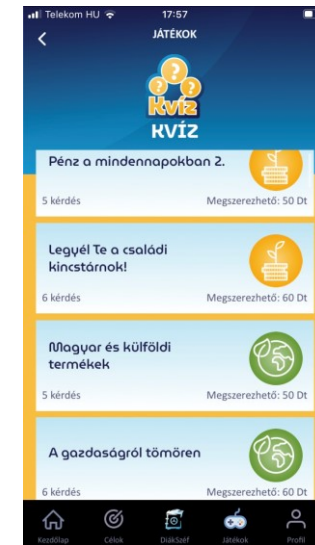 Telekom HU 17:57
JÁTÉKOK
? ? ?
Kvíz
KVÍZ
Pénz a mindennapokban 2.
5 kérdés Megszerezhető: 50 Dt
Legyél Te a családi
kincstárnok!
6 kérdés Megszerezhető: 60 Dt
Magyar és külföldi
termékek
5 kérdés Megszerezhető: 50 Dt
A gazdaságról tömören
6 kérdés Megszerezhető: 60 Dt
Kezdőlap Célok DiákSzéf Játékok Profil